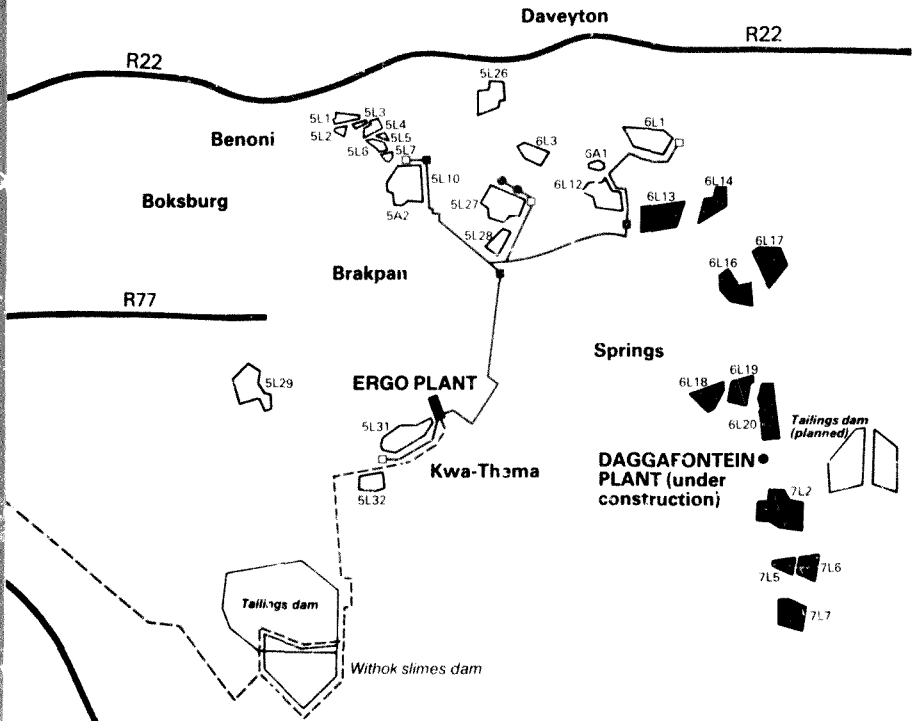 Daveyton
R22
R22
5L26
5L1
5L3
5L4
5L2
5L5
5L6
5L7
Benoni
6L1
6L3
6A1
5L10
6L12
6L13
6L14
Boksburg
5A2
5L27
5L28
6L17
6L16
Brakpan
R77
Springs
5L29
ERGO PLANT
6L18
6L19
6L20
Tailings dam
(planned)
5L31
Kwa-Thema
DAGGAFONTEIN
PLANT (under
construction)
5L32
7L2
7L5
7L6
7L7
Tailings dam
Withok slimes dam